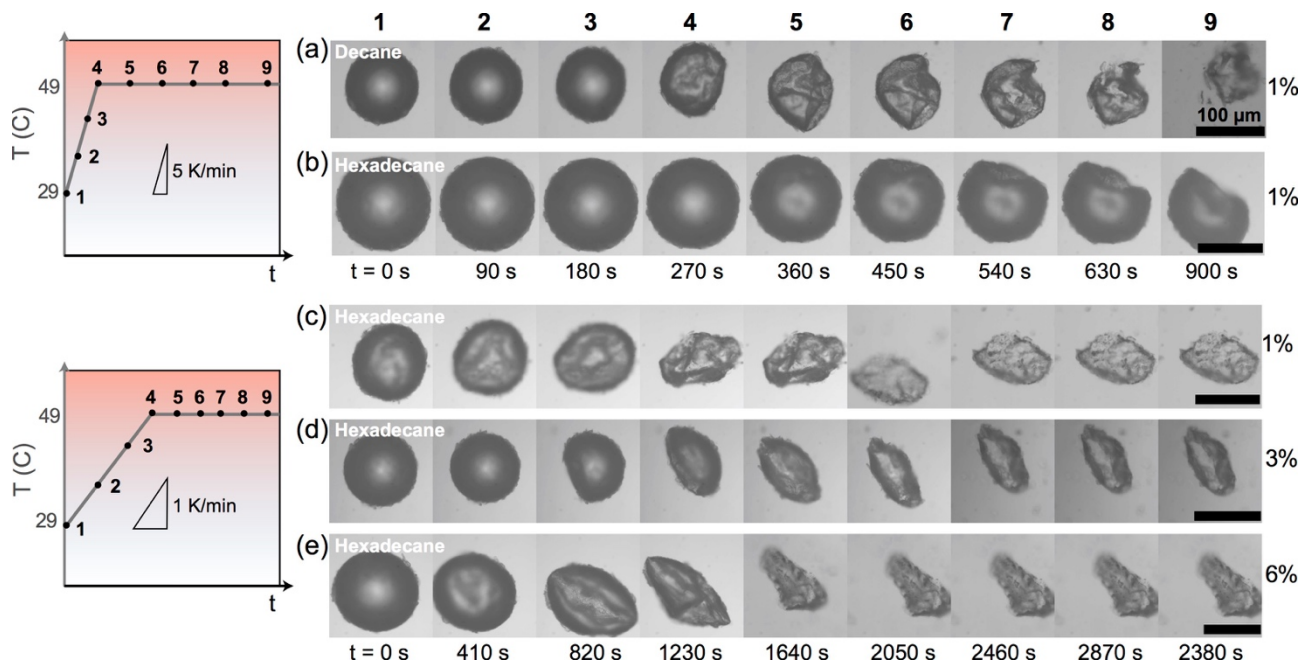 1 2 3 4 5 6 7 8 9
(a) Decane 1%
100 µm
(b) Hexadecane 1%
t = 0 s 90 s 180 s 270 s 360 s 450 s 540 s 630 s 900 s
T (C)
49
29
1 2 3 4 5 6 7 8 9
5 K/min
t
(c) Hexadecane 1%
(d) Hexadecane 3%
(e) Hexadecane 6%
t = 0 s 410 s 820 s 1230 s 1640 s 2050 s 2460 s 2870 s 2380 s
T (C)
49
29
1 2 3 4 5 6 7 8 9
1 K/min
t